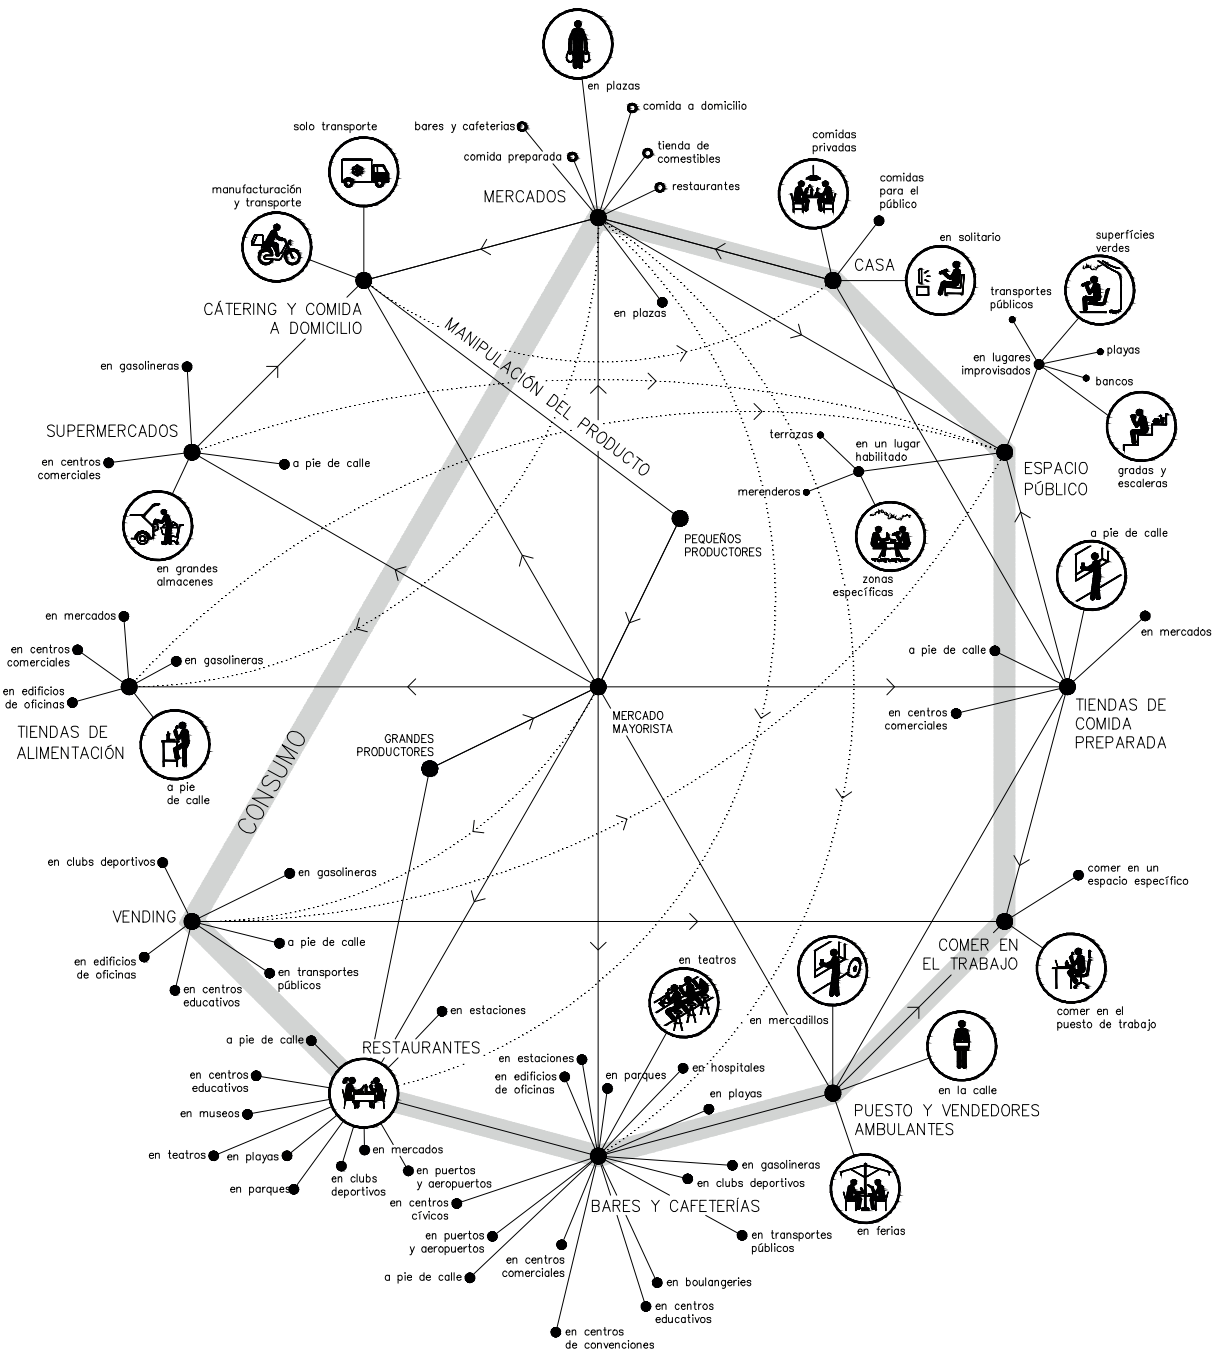 en plazas
comida a domicilio
bares y cafeterias
comida preparada
tienda de
comestibles
restaurantes
MERCADOS
en plazas
solo transporte
manufacturación
y transporte
CÁTERING Y COMIDA
A DOMICILIO
comidas
privadas
comidas
para el
público
CASA
en solitario
superfícies
verdes
transportes
públicos
en lugares
improvisados
playas
bancos
gradas y
escaleras
MANIPULACIÓN DEL PRODUCTO
en gasolineras
SUPERMERCADOS
en centros
comerciales
a pie de calle
en grandes
almacenes
terrazas
en un lugar
habilitado
merenderos
zonas
específicas
ESPACIO
PÚBLICO
PEQUEÑOS
PRODUCTORES
a pie de calle
en mercados
a pie de calle
en centros
comerciales
TIENDAS DE
COMIDA
PREPARADA
en mercados
en centros
comerciales
en gasolineras
en edificios
de oficinas
TIENDAS DE
ALIMENTACIÓN
a pie
de calle
MERCADO
MAYORISTA
GRANDES
PRODUCTORES
CONSUMO
en clubs deportivos
en gasolineras
VENDING
a pie de calle
en edificios
de oficinas
en transportes
públicos
en centros
educativos
comer en un
espacio específico
COMER EN
EL TRABAJO
comer en el
puesto de trabajo
en teatros
en mercadillos
en la calle
en estaciones
a pie de calle
RESTAURANTES
en centros
educativos
en museos
en teatros
en playas
en parques
en clubs
deportivos
en mercados
en puertos
y aeropuertos
en estaciones
en edificios
de oficinas
en parques
en hospitales
en playas
PUESTO Y VENDEDORES
AMBULANTES
en ferias
en gasolineras
en clubs deportivos
BARES Y CAFETERÍAS
en centros
cívicos
en puertos
y aeropuertos
a pie de calle
en centros
comerciales
en transportes
públicos
en boulangeries
en centros
educativos
en centros
de convenciones